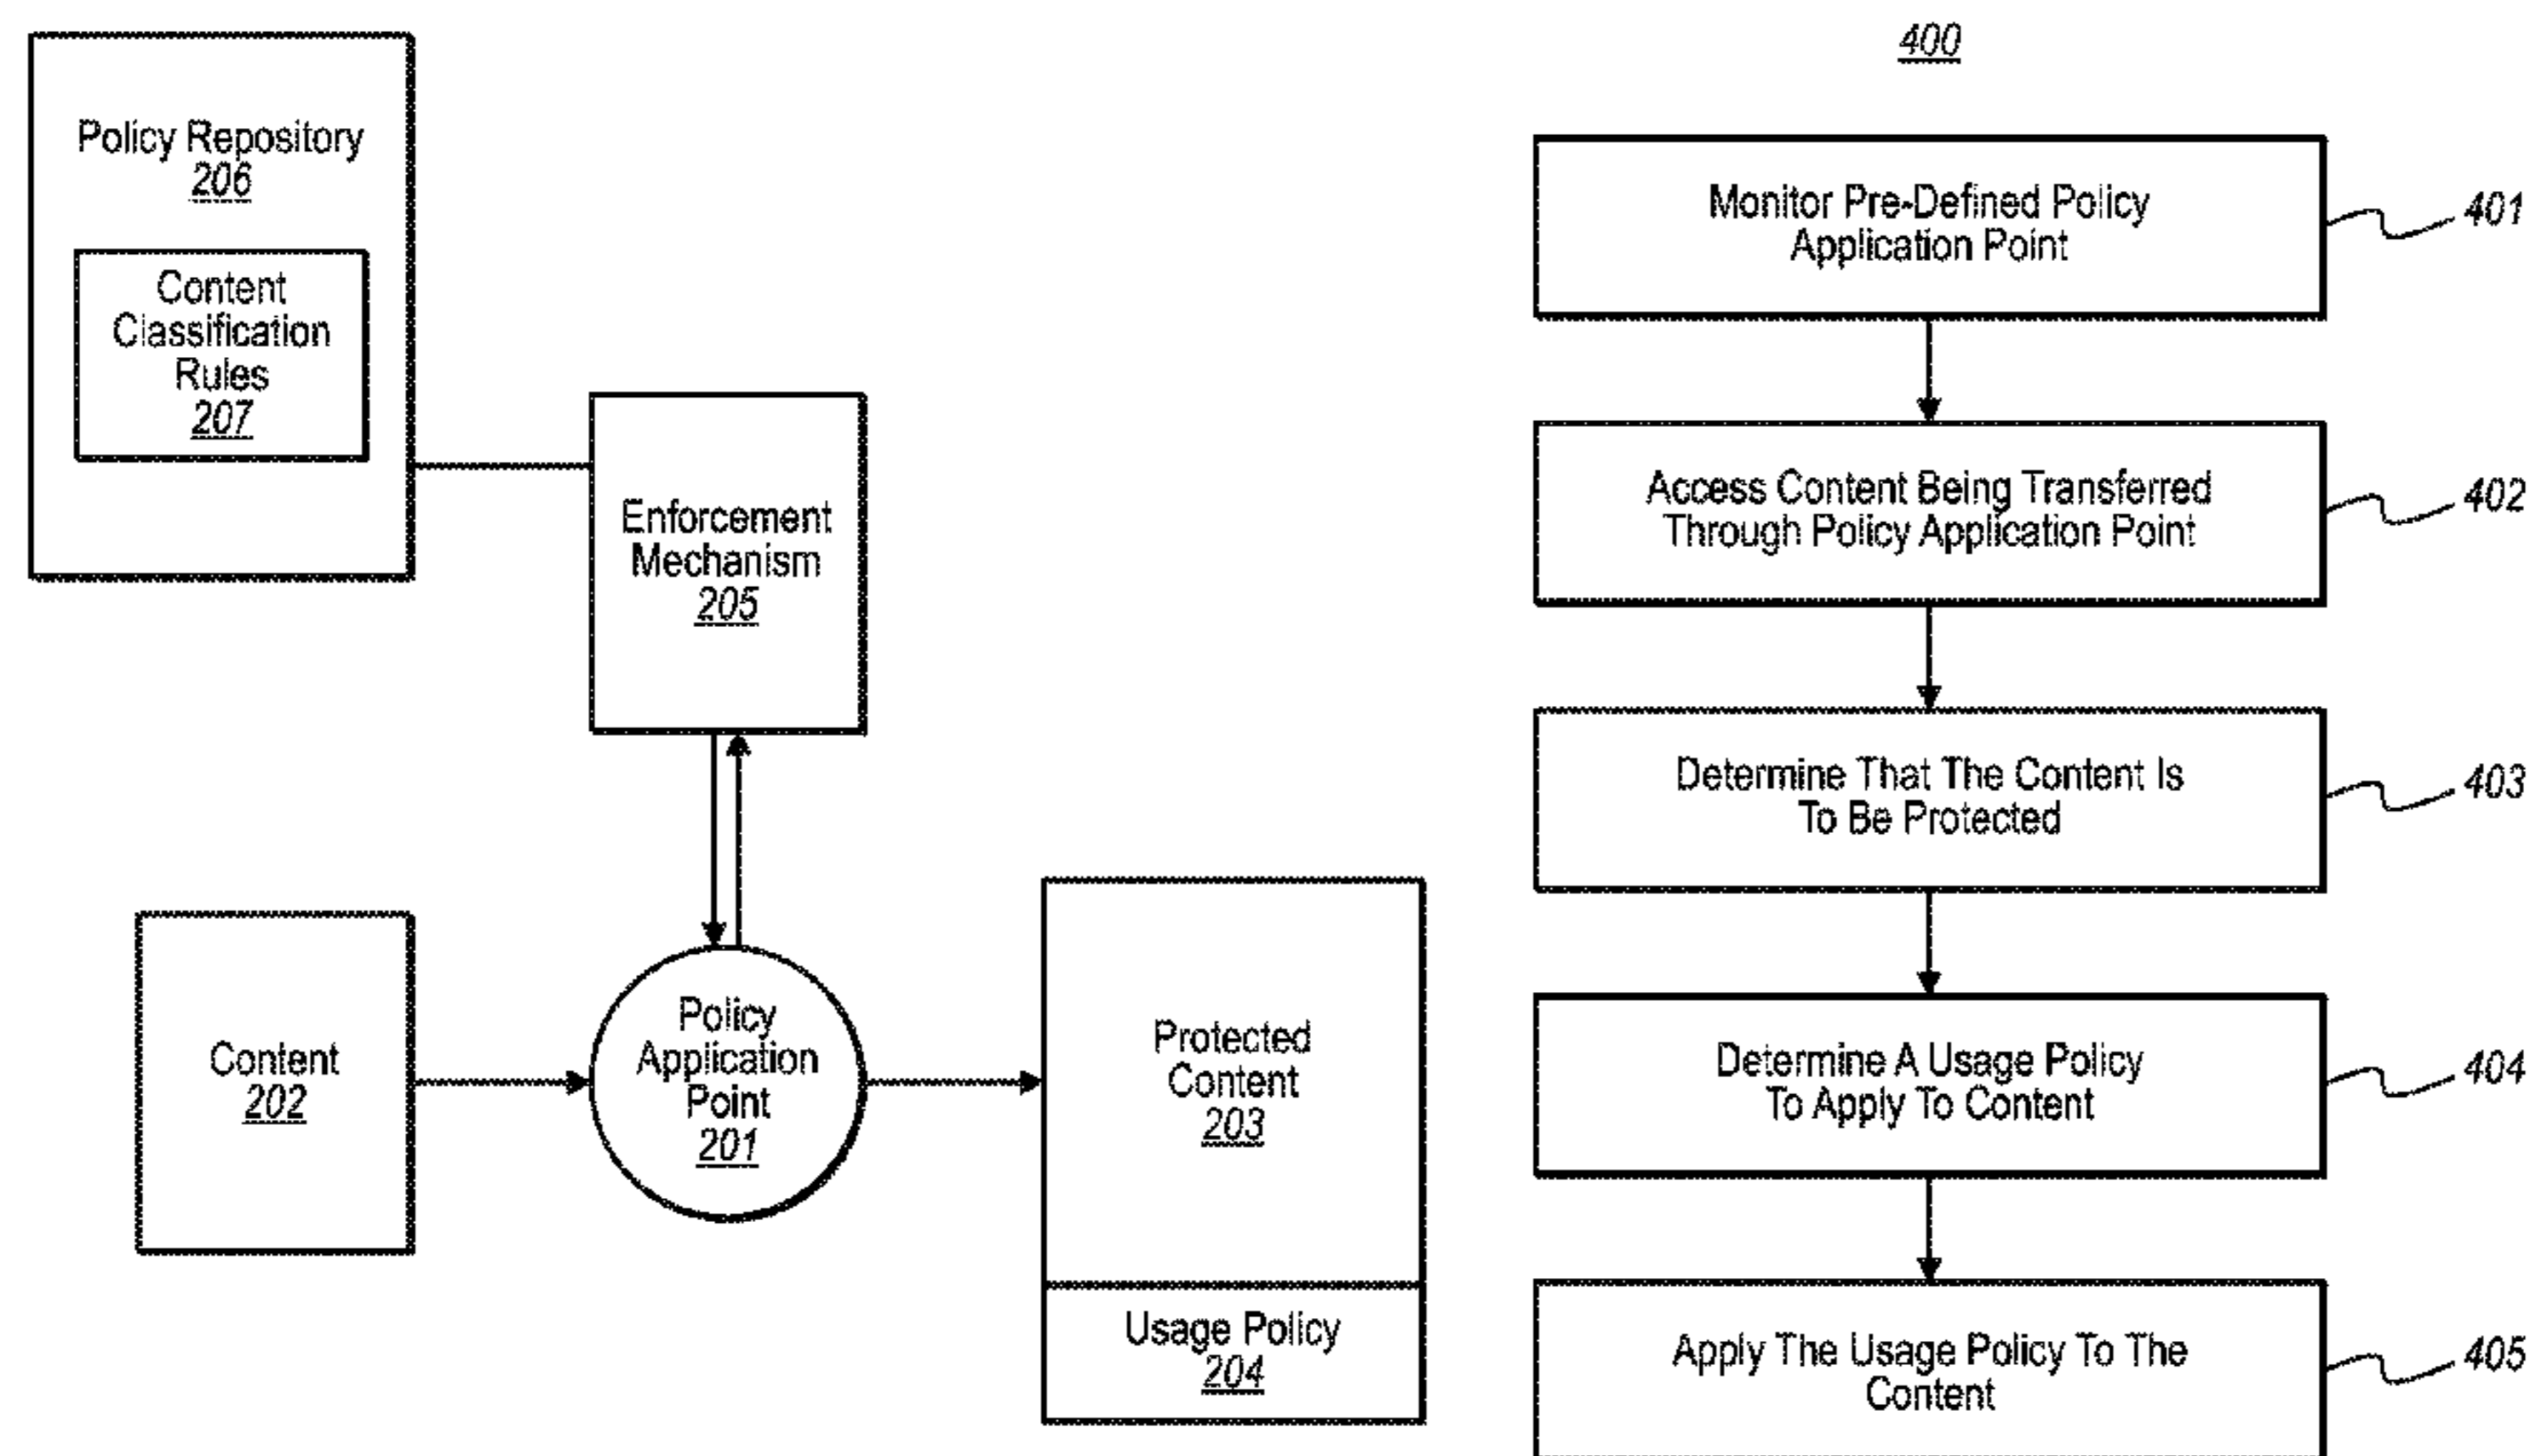 Policy Repository
206
Content
Classification
Rules
207
Enforcement
Mechanism
205
Content
202
Policy
Application
Point
201
Protected
Content
203
Usage Policy
204
400
Monitor Pre-Defined Policy
Application Point
401
Access Content Being Transferred
Through Policy Application Point
402
Determine That The Content Is
To Be Protected
403
Determine A Usage Policy
To Apply To Content
404
Apply The Usage Policy To The
Content
405